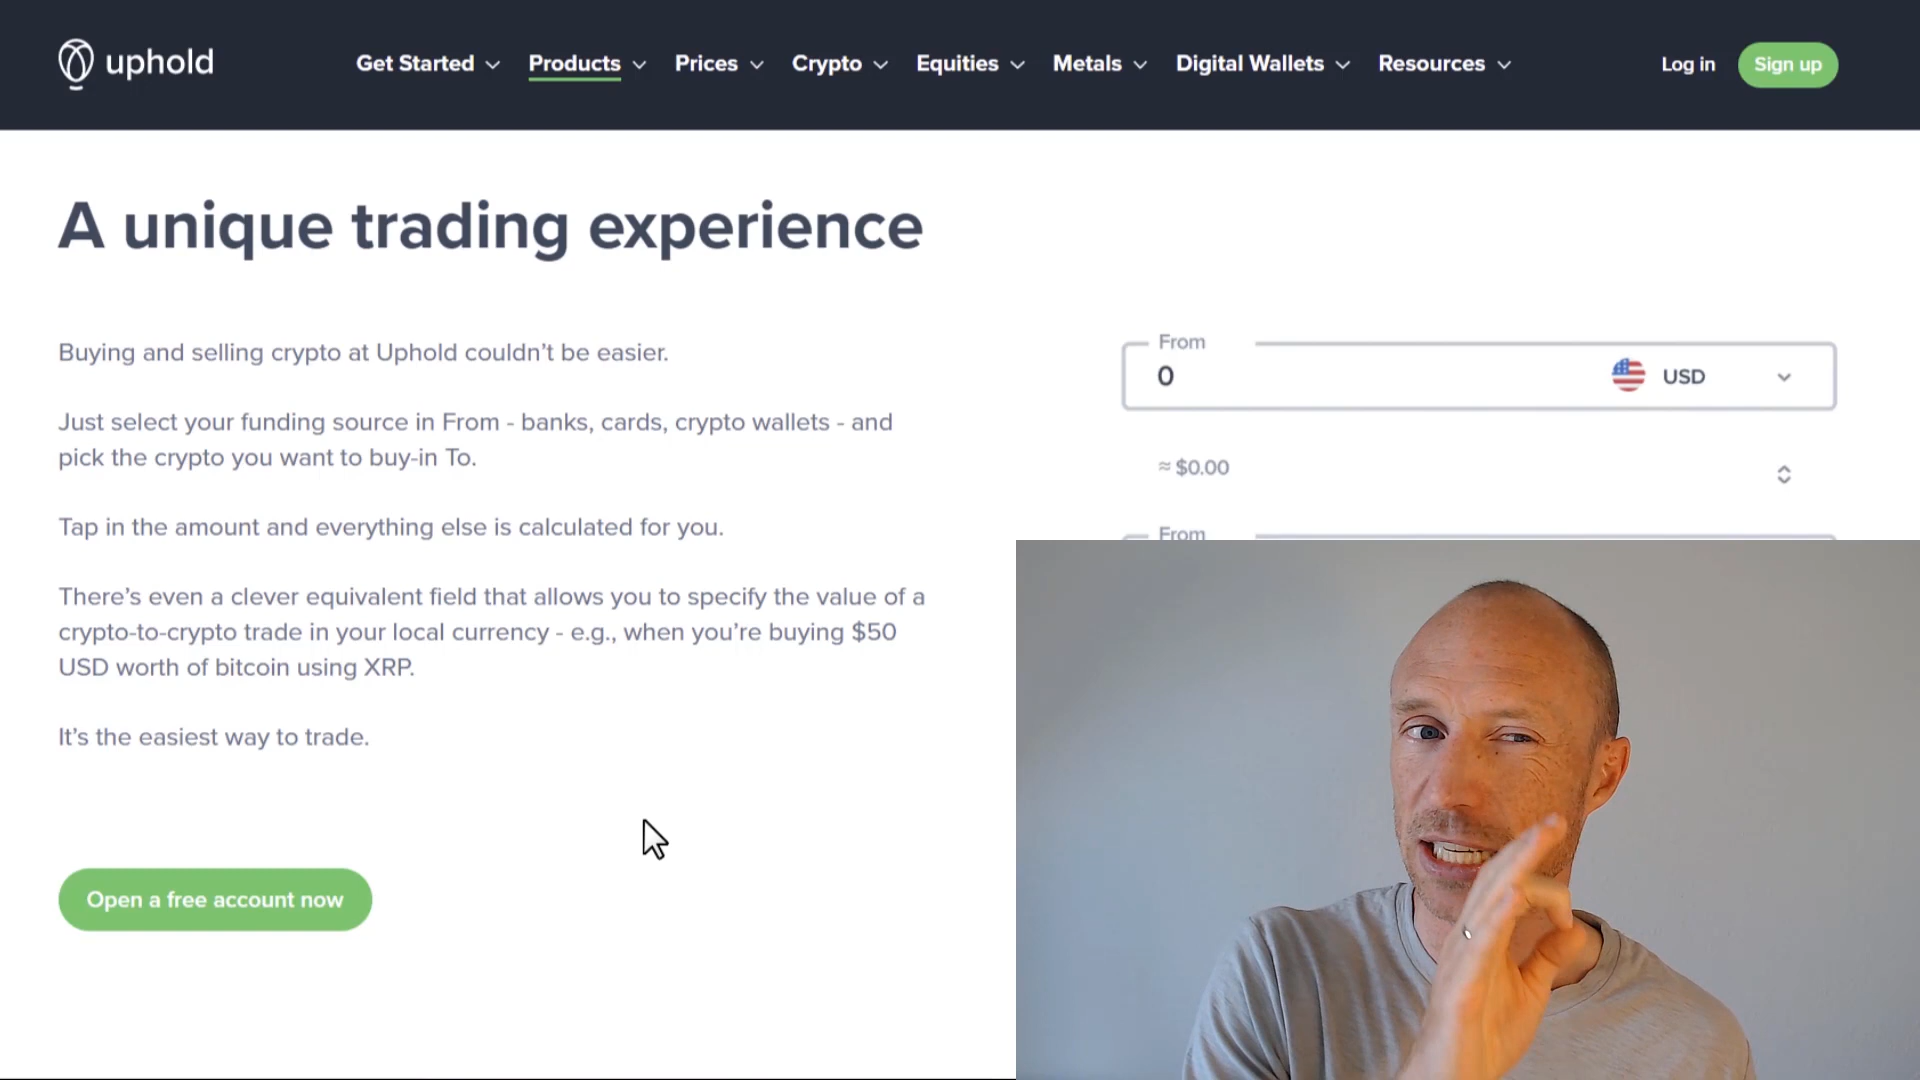 uphold
Get Started
Products
Prices
Crypto
Equities
Metals
Digital Wallets
Resources
Log in
Sign up
A unique trading experience
Buying and selling crypto at Uphold couldn’t be easier.
Just select your funding source in From - banks, cards, crypto wallets - and
pick the crypto you want to buy-in To.
Tap in the amount and everything else is calculated for you.
There’s even a clever equivalent field that allows you to specify the value of a
crypto-to-crypto trade in your local currency - e.g., when you’re buying $50
USD worth of bitcoin using XRP.
It’s the easiest way to trade.
Open a free account now
From
0
USD
≈ $0.00
From